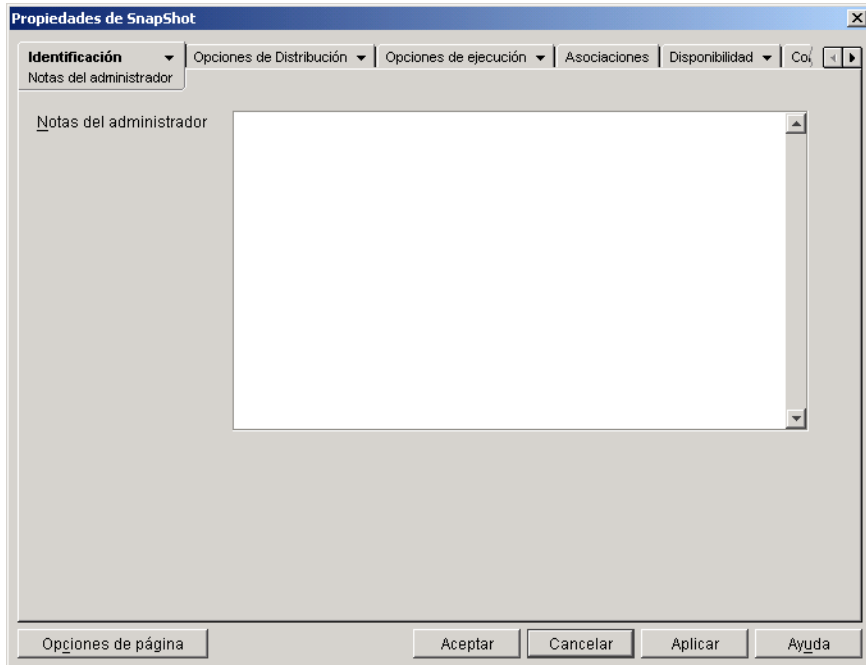 Propiedades de SnapShot
Identificación Opciones de Distribución Opciones de ejecución Asociaciones Disponibilidad
Notas del administrador
Notas del administrador
Opciones de página Aceptar Cancelar Aplicar Ayuda